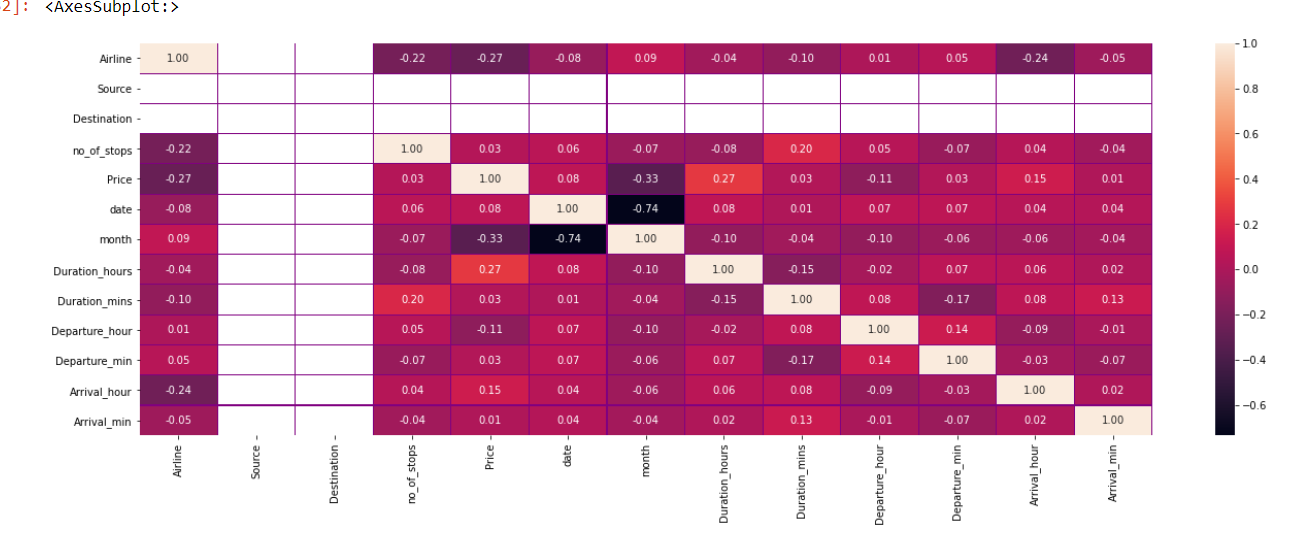 2]: <AxesSubplot:>
Airline 1.00 -0.22 -0.27 -0.08 0.09 -0.04 -0.10 0.01 0.05 -0.24 -0.05
Source
Destination
no_of_stops -0.22 1.00 0.03 0.06 -0.07 -0.08 0.20 0.05 -0.07 0.04 -0.04
Price -0.27 0.03 1.00 0.08 -0.33 0.27 0.03 -0.11 0.03 0.15 0.01
date -0.08 0.06 0.08 1.00 -0.74 0.08 0.01 0.07 0.07 0.04 0.04
month 0.09 -0.07 -0.33 -0.74 1.00 -0.10 -0.04 -0.10 -0.06 -0.06 -0.04
Duration_hours -0.04 -0.08 0.27 0.08 -0.10 1.00 -0.15 -0.02 0.07 0.06 0.02
Duration_mins -0.10 0.20 0.03 0.01 -0.04 -0.15 1.00 0.08 -0.17 0.08 0.13
Departure_hour 0.01 0.05 -0.11 0.07 -0.10 -0.02 0.08 1.00 0.14 -0.09 -0.01
Departure_min 0.05 -0.07 0.03 0.07 -0.06 0.07 -0.17 0.14 1.00 -0.03 -0.07
Arrival_hour -0.24 0.04 0.15 0.04 -0.06 0.06 0.08 -0.09 -0.03 1.00 0.02
Arrival_min -0.05 -0.04 0.01 0.04 -0.04 0.02 0.13 -0.01 -0.07 0.02 1.00
Airline
Source
Destination
no_of_stops
Price
date
month
Duration_hours
Duration_mins
Departure_hour
Departure_min
Arrival_hour
Arrival_min
1.0
0.8
0.6
0.4
0.2
0.0
−0.2
−0.4
−0.6